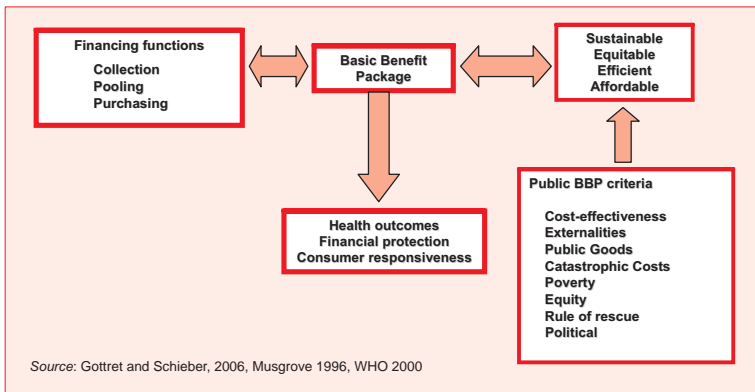 Financing functions
Collection
Pooling
Purchasing
Basic Benefit
Package
Sustainable
Equitable
Efficient
Affordable
Health outcomes
Financial protection
Consumer responsiveness
Public BBP criteria
Cost-effectiveness
Externalities
Public Goods
Catastrophic Costs
Poverty
Equity
Rule of rescue
Political
Source: Gottret and Schieber, 2006, Musgrove 1996, WHO 2000